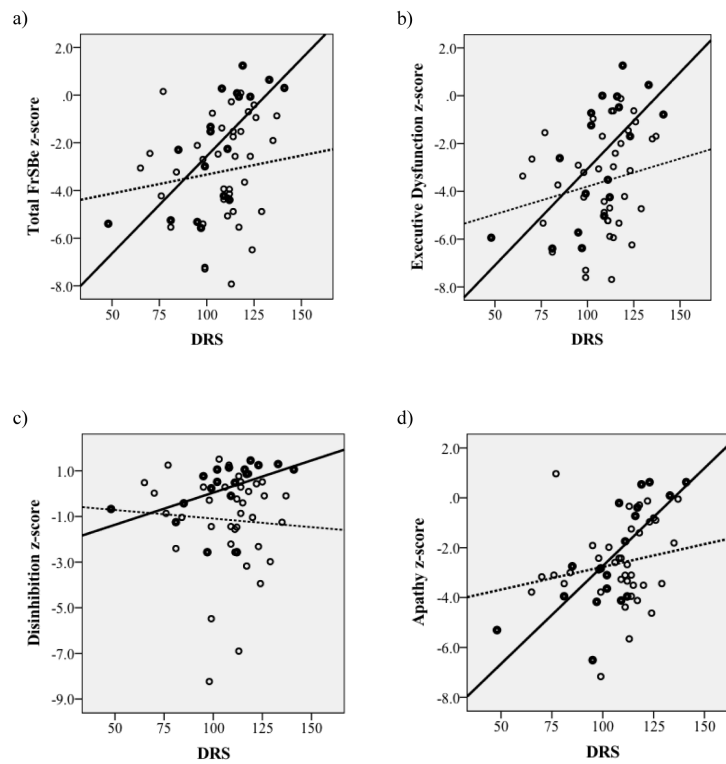 a)
Total FrSBe z-score
2.0
.0
-2.0
-4.0
-6.0
-8.0
50 75 100 125 150
DRS
b)
Executive Dysfunction z-score
2.0
.0
-2.0
-4.0
-6.0
-8.0
50 75 100 125 150
DRS
c)
Disinhibition z-score
1.0
-1.0
-3.0
-5.0
-7.0
-9.0
50 75 100 125 150
DRS
d)
Apathy z-score
2.0
.0
-2.0
-4.0
-6.0
-8.0
50 75 100 125 150
DRS